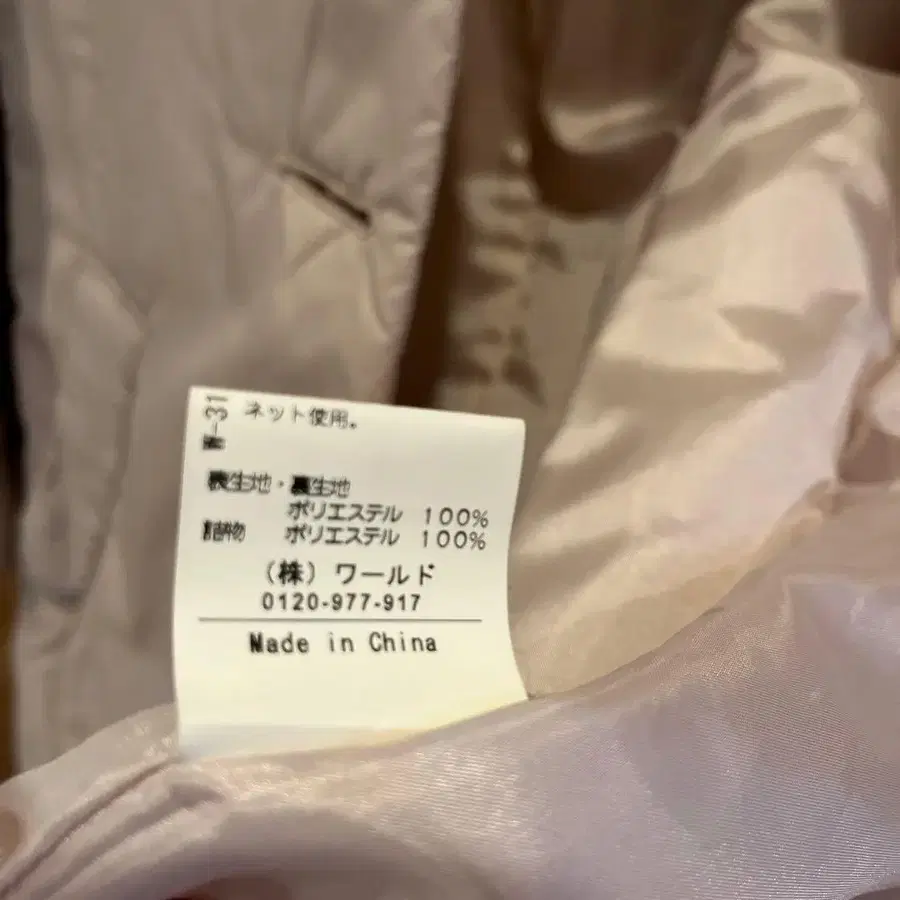 W-31
ネット使用。
表生地・裏生地
ポリエステル 100%
詰物 ポリエステル 100%
(株)ワールド
0120-977-917
Made in China